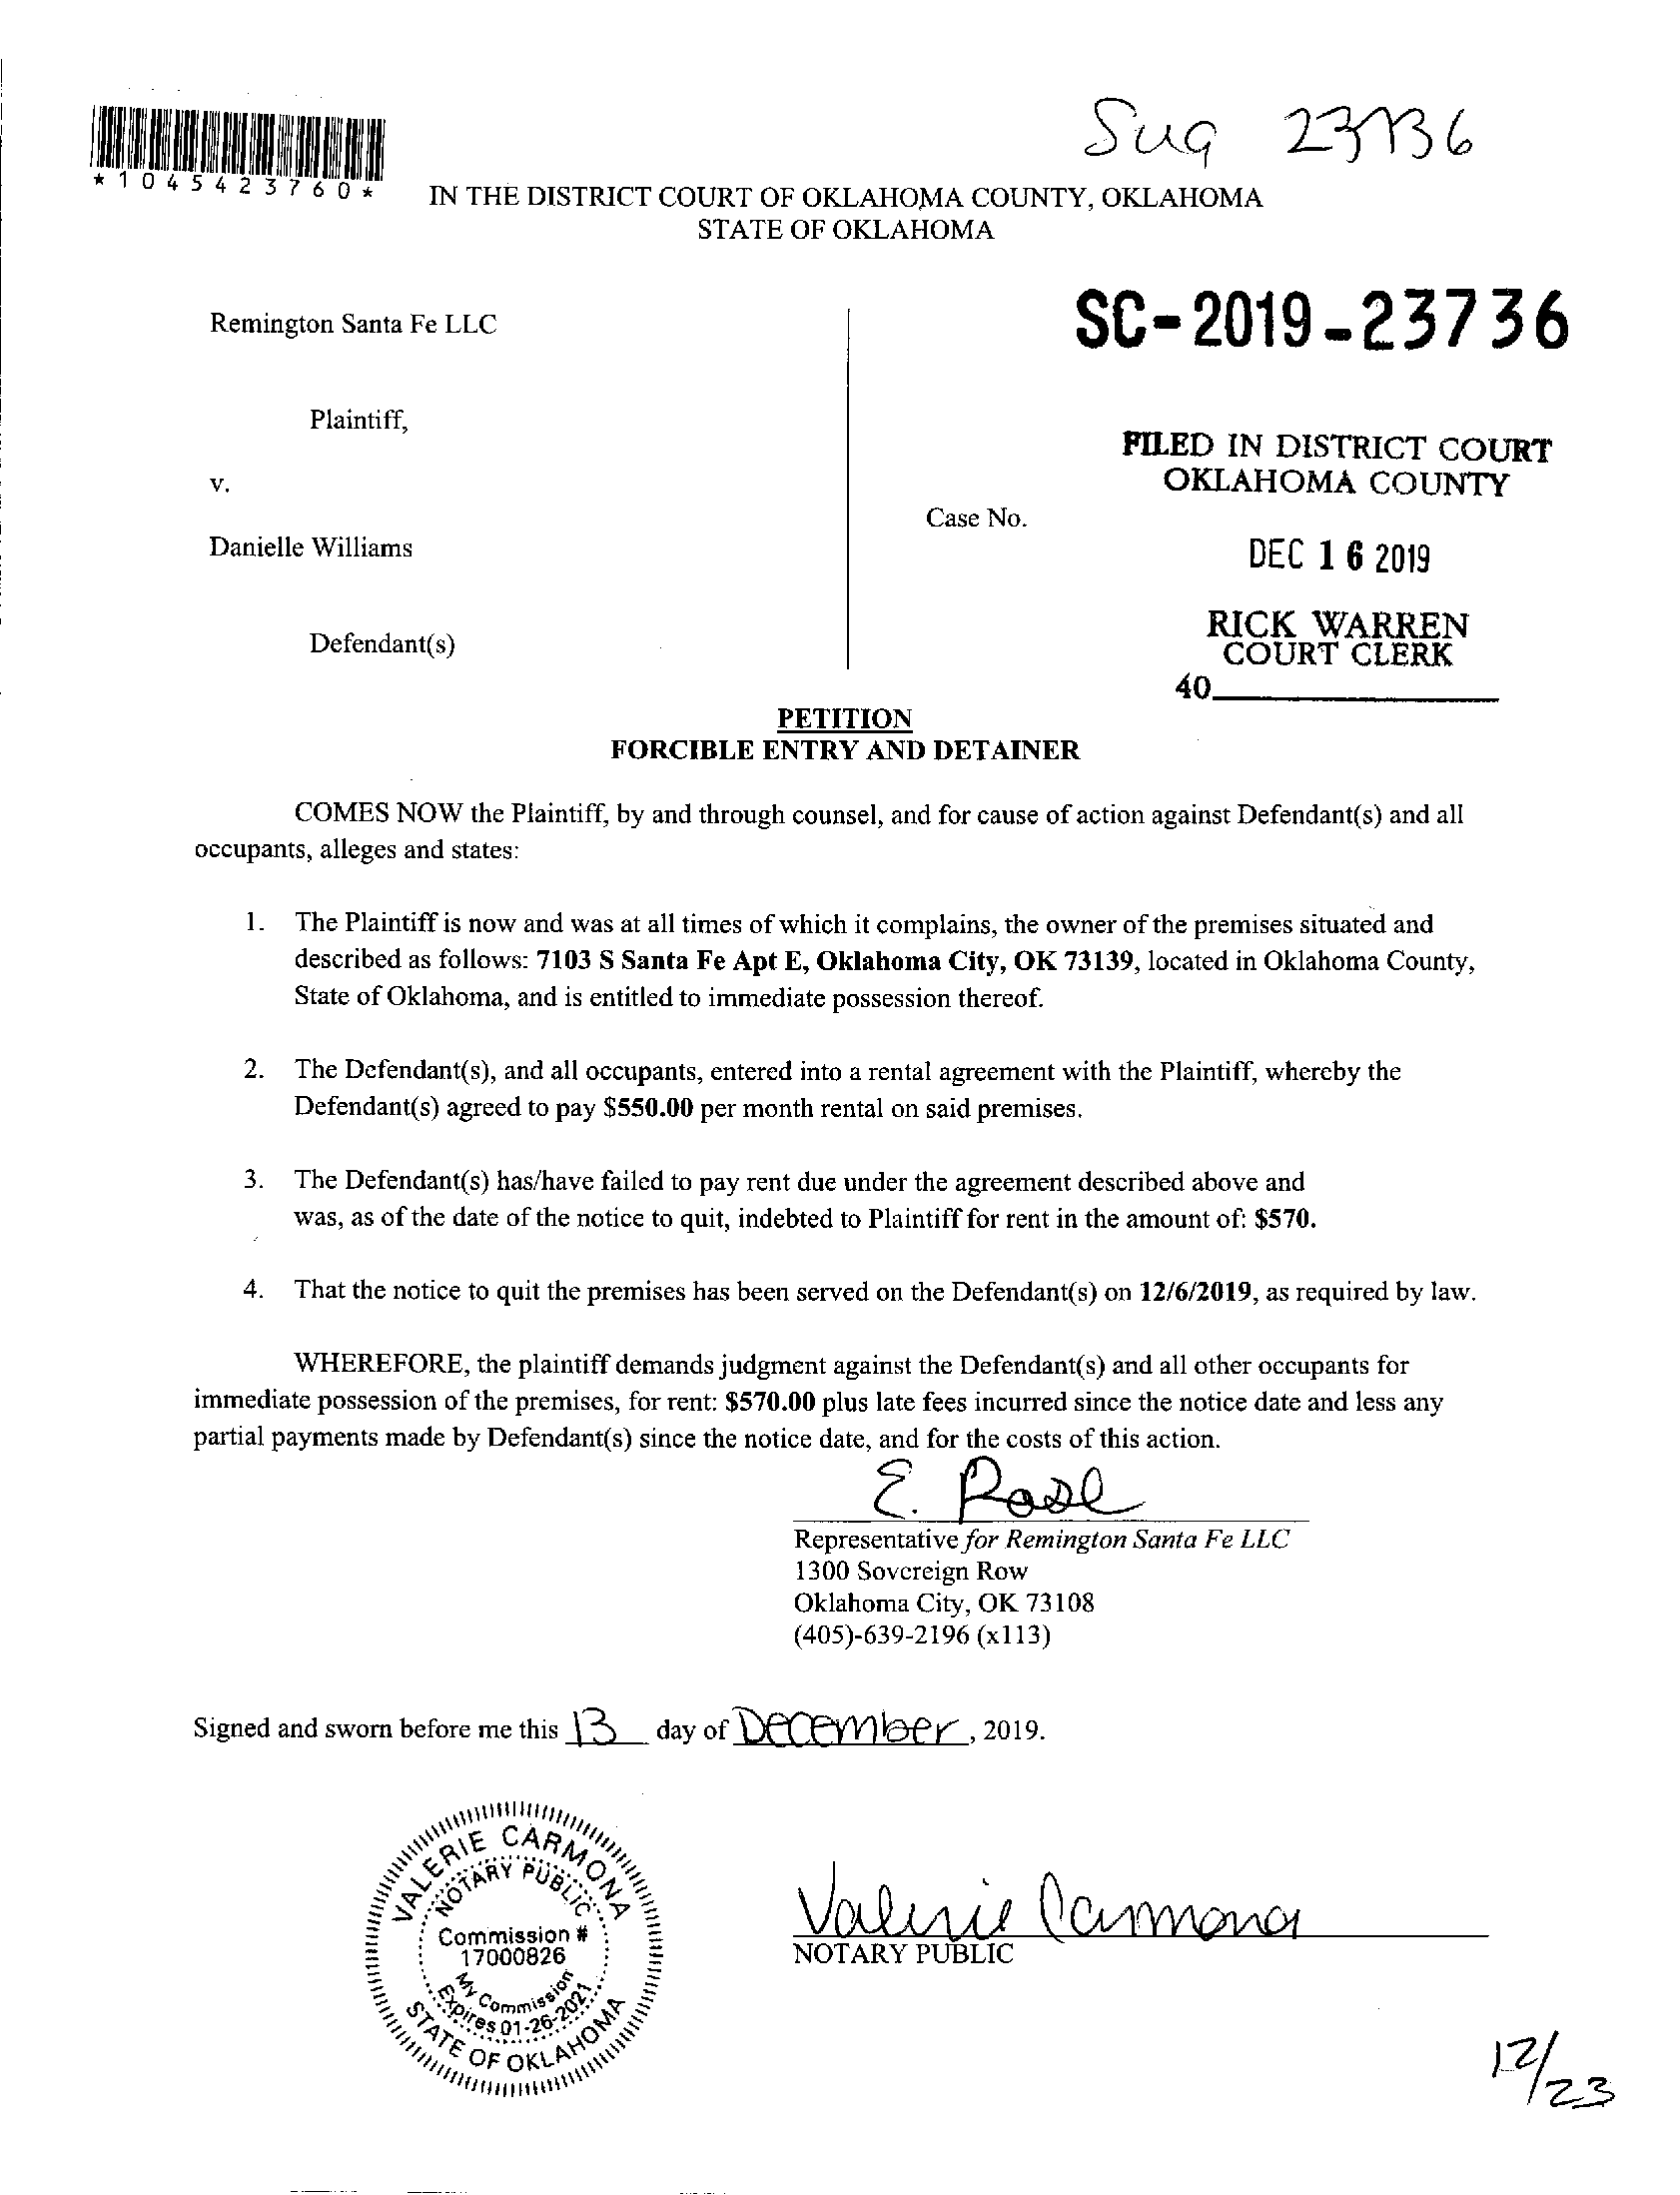 *1045423760*
IN THE DISTRICT COURT OF OKLAHOMA COUNTY, OKLAHOMA
STATE OF OKLAHOMA
Remington Santa Fe LLC
SC-2019-23736
Plaintiff,
FILED IN DISTRICT COURT
OKLAHOMA COUNTY
v.
Case No.
Danielle Williams
DEC 16 2019
RICK WARREN
COURT CLERK
Defendant(s)
40
PETITION
FORCIBLE ENTRY AND DETAINER
COMES NOW the Plaintiff, by and through counsel, and for cause of action against Defendant(s) and all
occupants, alleges and states:
1. The Plaintiff is now and was at all times of which it complains, the owner of the premises situated and
described as follows: 7103 S Santa Fe Apt E, Oklahoma City, OK 73139, located in Oklahoma County,
State of Oklahoma, and is entitled to immediate possession thereof.
2. The Defendant(s), and all occupants, entered into a rental agreement with the Plaintiff, whereby the
Defendant(s) agreed to pay $550.00 per month rental on said premises.
3. The Defendant(s) has/have failed to pay rent due under the agreement described above and
was, as of the date of the notice to quit, indebted to Plaintiff for rent in the amount of: $570.
4. That the notice to quit the premises has been served on the Defendant(s) on 12/6/2019, as required by law.
WHEREFORE, the plaintiff demands judgment against the Defendant(s) and all other occupants for
immediate possession of the premises, for rent: $570.00 plus late fees incurred since the notice date and less any
partial payments made by Defendant(s) since the notice date, and for the costs of this action.
E. Rose
Representative for Remington Santa Fe LLC
1300 Sovereign Row
Oklahoma City, OK 73108
(405)-639-2196 (x113)
Signed and sworn before me this 13 day of December, 2019.
VALERIE CARMONA
NOTARY PUBLIC
Commission #
17000826
My Commission
Expires 01-26-2021
STATE OF OKLAHOMA
Valerie Carmona
NOTARY PUBLIC
12/23